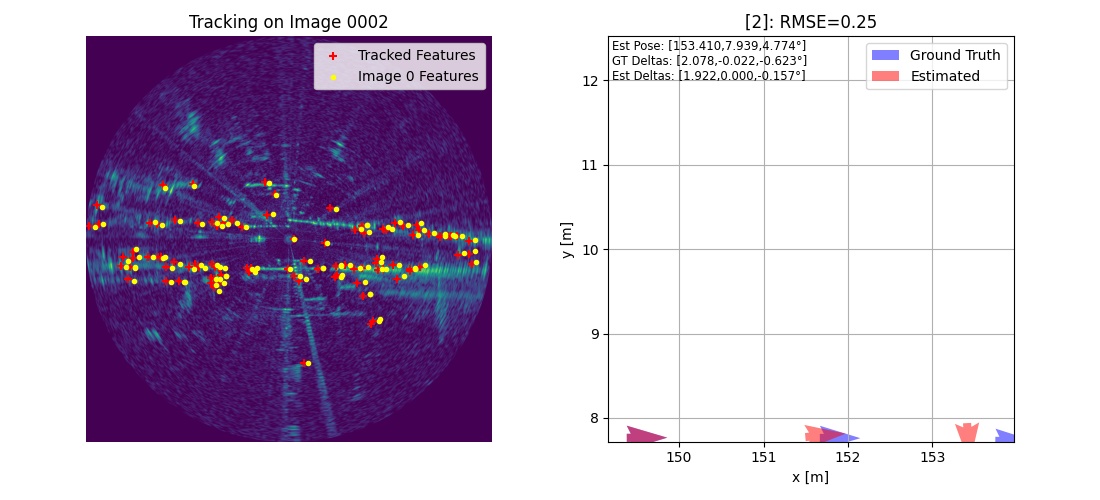 Tracking on Image 0002
Tracked Features
Image 0 Features
[2]: RMSE=0.25
Est Pose: [153.410,7.939,4.774°]
GT Deltas: [2.078,-0.022,-0.623°]
Est Deltas: [1.922,0.000,-0.157°]
Ground Truth
Estimated
12
11
10
9
8
y [m]
150 151 152 153
x [m]